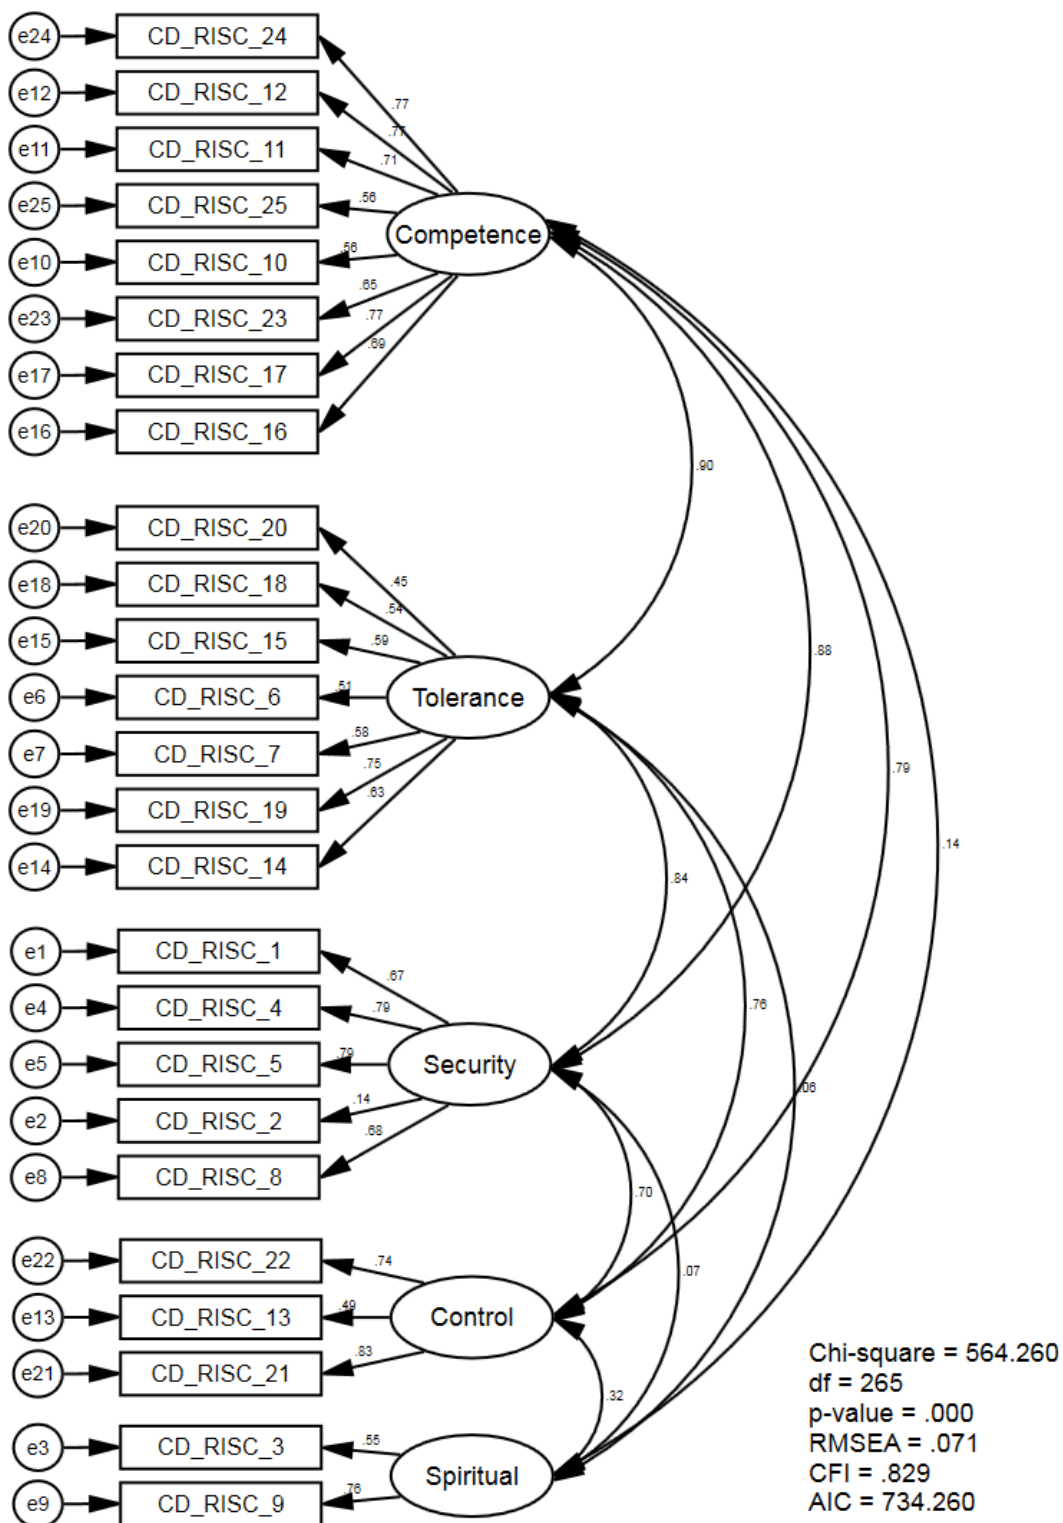 e24 CD_RISC_24
.77
e12 CD_RISC_12
.77
e11 CD_RISC_11
.71
e25 CD_RISC_25
.56
Competence
e10 CD_RISC_10
.56
e23 CD_RISC_23
.65
.77
e17 CD_RISC_17
.69
e16 CD_RISC_16
.90
e20 CD_RISC_20
.45
e18 CD_RISC_18
.54
e15 CD_RISC_15
.59
.88
e6 CD_RISC_6
.51
Tolerance
e7 CD_RISC_7
.58
.75
.79
e19 CD_RISC_19
.63
e14 CD_RISC_14
.14
.84
e1 CD_RISC_1
.67
e4 CD_RISC_4
.79
.76
e5 CD_RISC_5
.79
Security
.06
e2 CD_RISC_2
.14
.68
e8 CD_RISC_8
.70
e22 CD_RISC_22
.74
.07
e13 CD_RISC_13
.49
Control
e21 CD_RISC_21
.83
.32
e3 CD_RISC_3
.55
Spiritual
e9 CD_RISC_9
.76
Chi-square = 564.260
df = 265
p-value = .000
RMSEA = .071
CFI = .829
AIC = 734.260